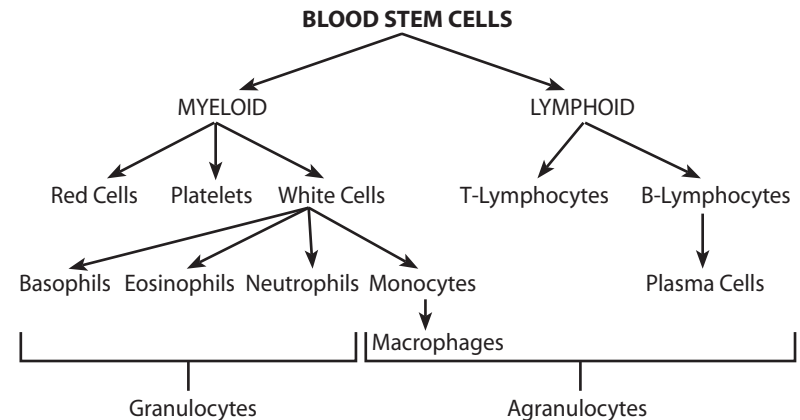 BLOOD STEM CELLS
MYELOID LYMPHOID
Red Cells Platelets White Cells T-Lymphocytes B-Lymphocytes
Basophils Eosinophils Neutrophils Monocytes Plasma Cells
Macrophages
Granulocytes Agranulocytes